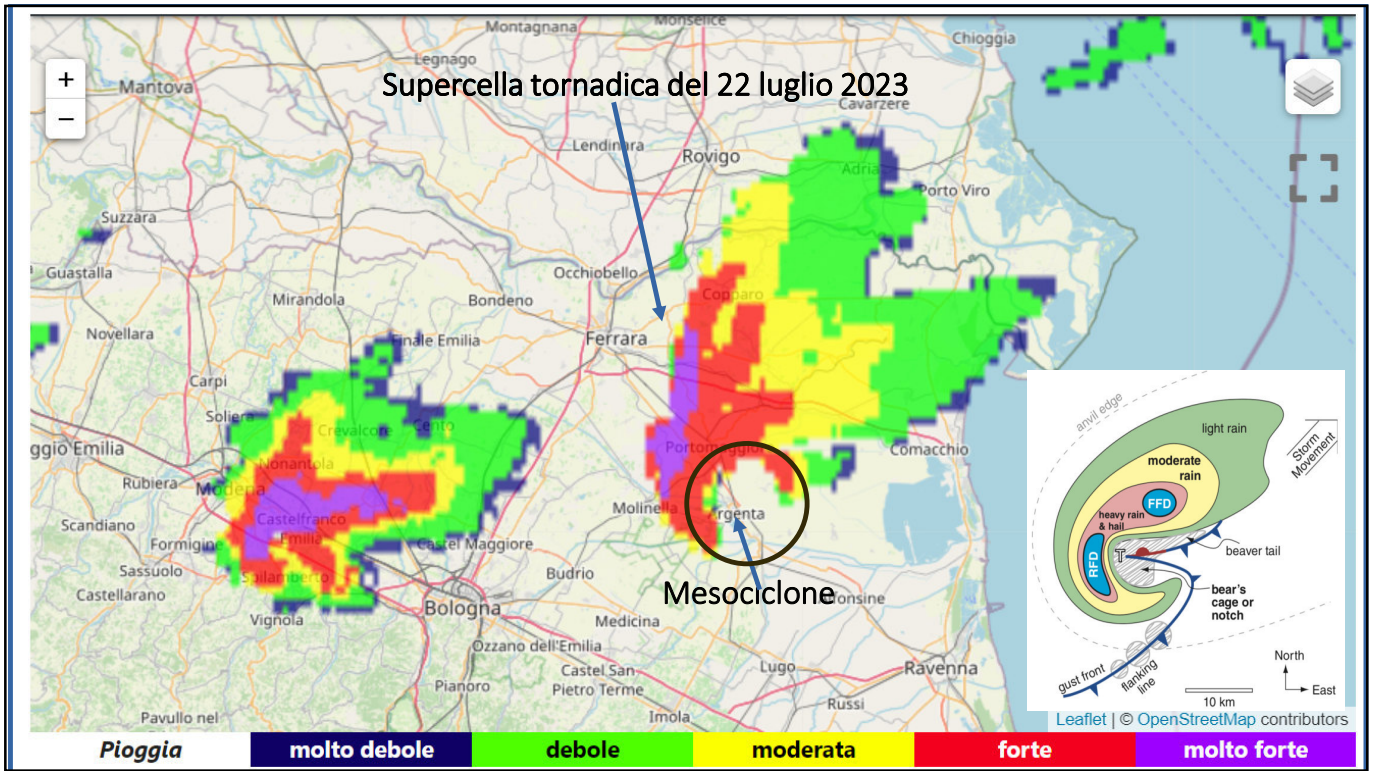 Montagnana
Monselice
Chioggia
Legnago
+
Mantova
Supercella tornadica del 22 luglio 2023
Cavarzere
−
Lendinara
Rovigo
Adria
Porto Viro
Suzzara
Guastalla
Occhiobello
Mirandola
Bondeno
Copparo
Novellara
Finale Emilia
Ferrara
Carpi
Soliera
Crevalcore
Cento
ggio Emilia
Nonantola
Portomaggior
Comacchio
Rubiera
Modena
Molinella
Argenta
Scandiano
Castelfranco
Emilia
Formigine
Castel Maggiore
Sassuolo
Spilamberto
Budrio
Castellarano
Mesociclone
fonsine
Vignola
Bologna
Medicina
Ozzano dell'Emilia
Castel San
Pietro Terme
Lugo
Ravenna
Pianoro
Russi
Pavullo nel
Imola
anvil edge
light rain
Storm
Movement
moderate
rain
FFD
heavy rain
& hail
T
RFD
beaver tail
bear's
cage or
notch
gust front
flanking
line
North
East
10 km
Leaflet | © OpenStreetMap contributors
Pioggia
molto debole
debole
moderata
forte
molto forte